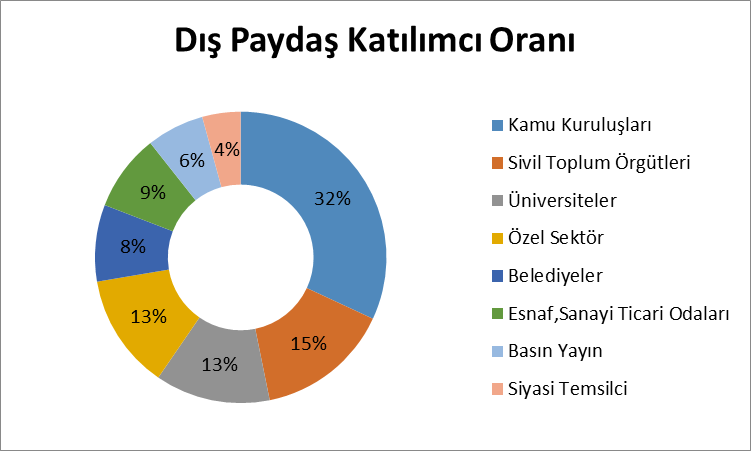 Dış Paydaş Katılımcı Oranı
32%
15%
13%
13%
8%
9%
6%
4%
Kamu Kuruluşları
Sivil Toplum Örgütleri
Üniversiteler
Özel Sektör
Belediyeler
Esnaf,Sanayi Ticari Odaları
Basın Yayın
Siyasi Temsilci